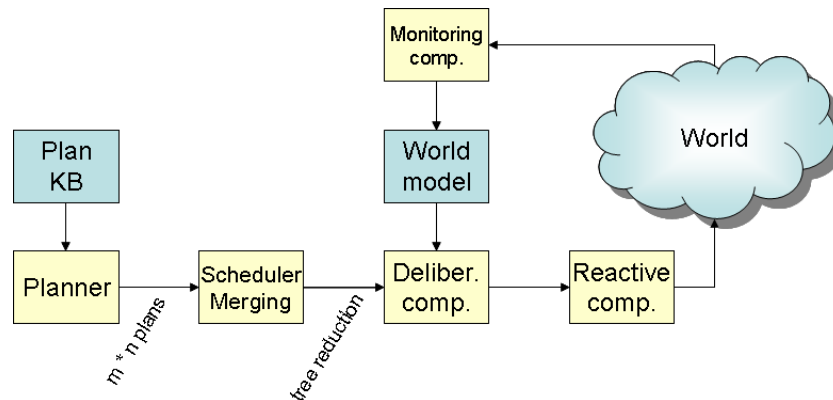 Monitoring
comp.
World
Plan
KB
World
model
Planner
Scheduler
Merging
Deliber.
comp.
Reactive
comp.
m * n plans
tree reduction